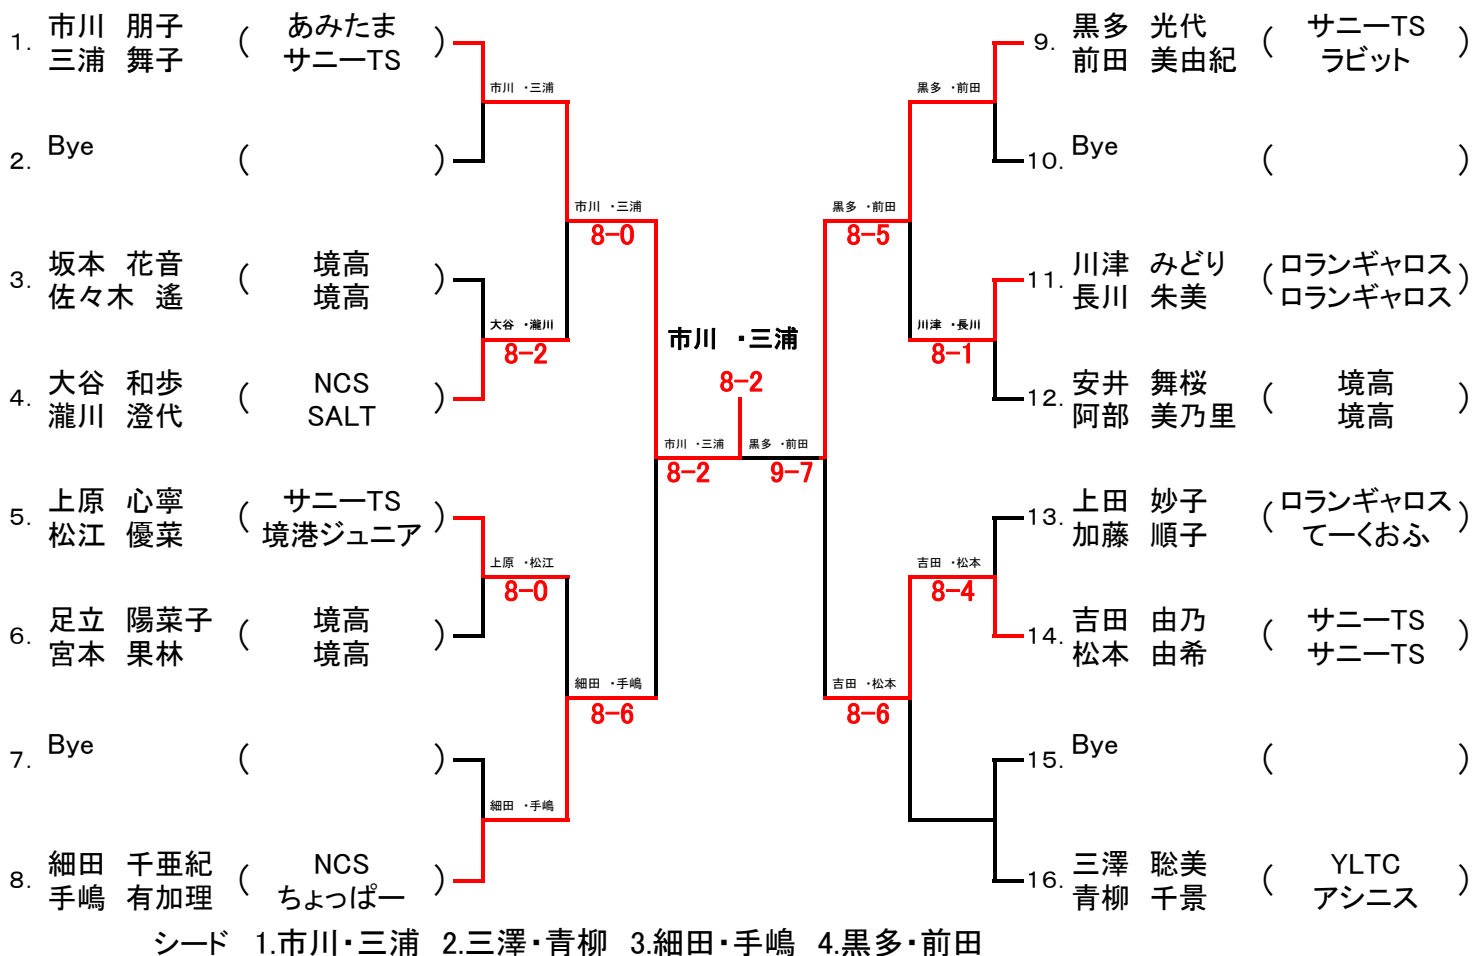 1. 市川 朋子 ( あみたま )
三浦 舞子 サニーTS
2. Bye ( )
3. 坂本 花音 ( 境高 )
佐々木 遙 境高
4. 大谷 和歩 ( NCS )
瀧川 澄代 SALT
5. 上原 心寧 ( サニーTS )
松江 優菜 境港ジュニア
6. 足立 陽菜子 ( 境高 )
宮本 果林 境高
7. Bye ( )
8. 細田 千亜紀 ( NCS )
手嶋 有加理 ちょっぱー
市川 ・三浦
大谷 ・瀧川
8-2
上原 ・松江
8-0
細田 ・手嶋
市川 ・三浦
8-0
細田 ・手嶋
8-6
市川 ・三浦
8-2
市川 ・三浦
8-2
黒多 ・前田
9-7
黒多 ・前田
8-5
吉田 ・松本
8-6
黒多 ・前田
川津 ・長川
8-1
吉田 ・松本
8-4
9. 黒多 光代 ( サニーTS )
前田 美由紀 ラビット
10. Bye ( )
11. 川津 みどり ( ロランギャロス )
長川 朱美 ロランギャロス
12. 安井 舞桜 ( 境高 )
阿部 美乃里 境高
13. 上田 妙子 ( ロランギャロス )
加藤 順子 てーくおふ
14. 吉田 由乃 ( サニーTS )
松本 由希 サニーTS
15. Bye ( )
16. 三澤 聡美 ( YLTC )
青柳 千景 アシニス
シード 1.市川・三浦 2.三澤・青柳 3.細田・手嶋 4.黒多・前田